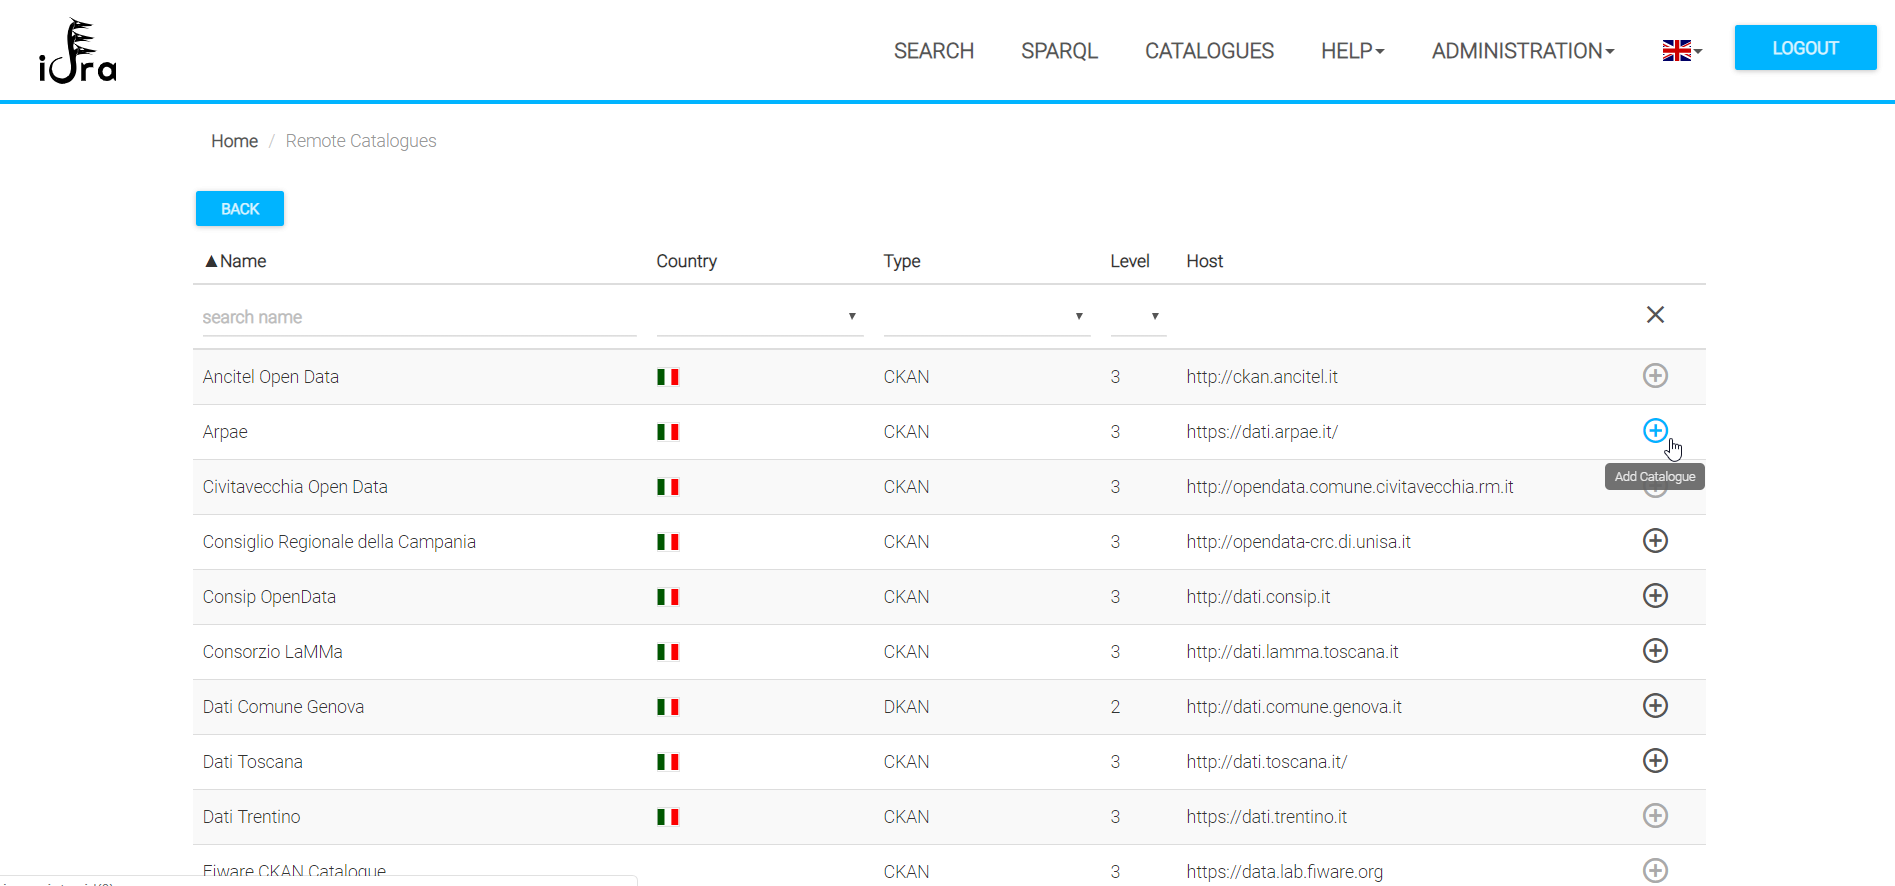 idra
SEARCH SPARQL CATALOGUES HELP ADMINISTRATION LOGOUT
Home / Remote Catalogues
BACK
▲Name Country Type Level Host
search name
Ancitel Open Data CKAN 3 http://ckan.ancitel.it
Arpae CKAN 3 https://dati.arpae.it/
Add Catalogue
Civitavecchia Open Data CKAN 3 http://opendata.comune.civitavecchia.rm.it
Consiglio Regionale della Campania CKAN 3 http://opendata-crc.di.unisa.it
Consip OpenData CKAN 3 http://dati.consip.it
Consorzio LaMMa CKAN 3 http://dati.lamma.toscana.it
Dati Comune Genova DKAN 2 http://dati.comune.genova.it
Dati Toscana CKAN 3 http://dati.toscana.it/
Dati Trentino CKAN 3 https://dati.trentino.it
Fiware CKAN Catalogue CKAN 3 https://data.lab.fiware.org